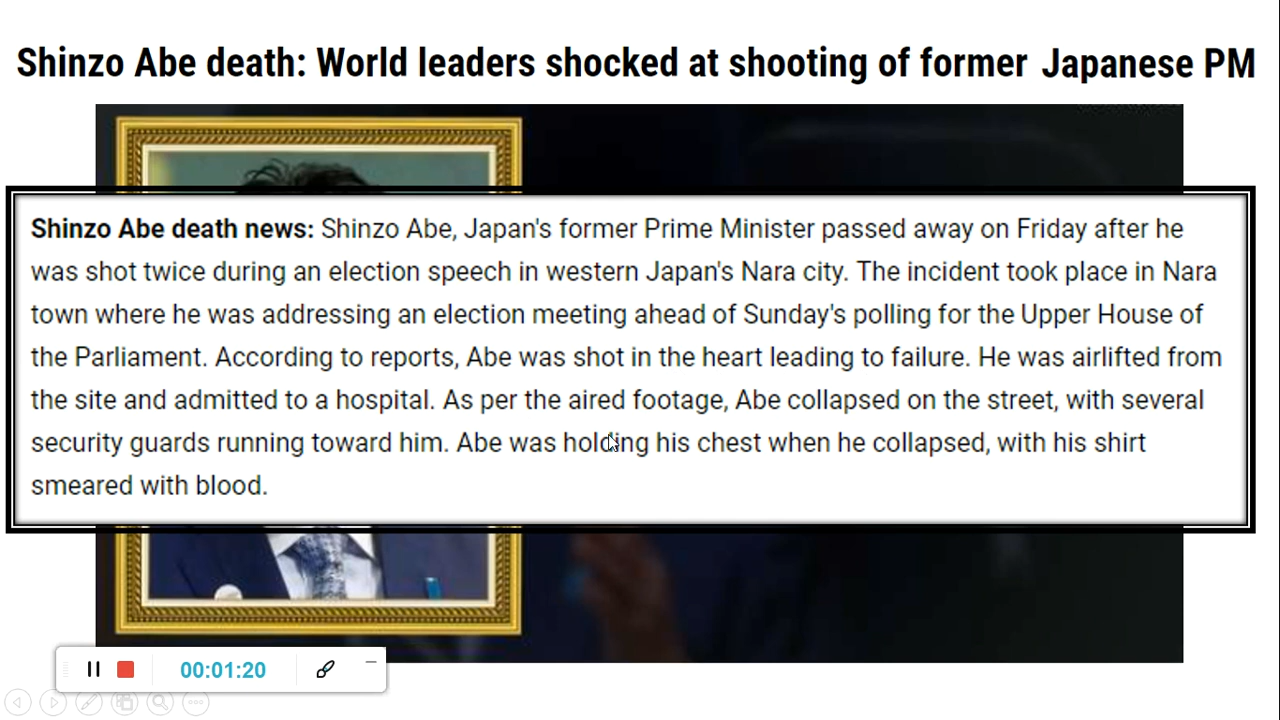 Shinzo Abe death: World leaders shocked at shooting of former Japanese PM
Shinzo Abe death news: Shinzo Abe, Japan's former Prime Minister passed away on Friday after he
was shot twice during an election speech in western Japan's Nara city. The incident took place in Nara
town where he was addressing an election meeting ahead of Sunday's polling for the Upper House of
the Parliament. According to reports, Abe was shot in the heart leading to failure. He was airlifted from
the site and admitted to a hospital. As per the aired footage, Abe collapsed on the street, with several
security guards running toward him. Abe was holding his chest when he collapsed, with his shirt
smeared with blood.
00:01:20